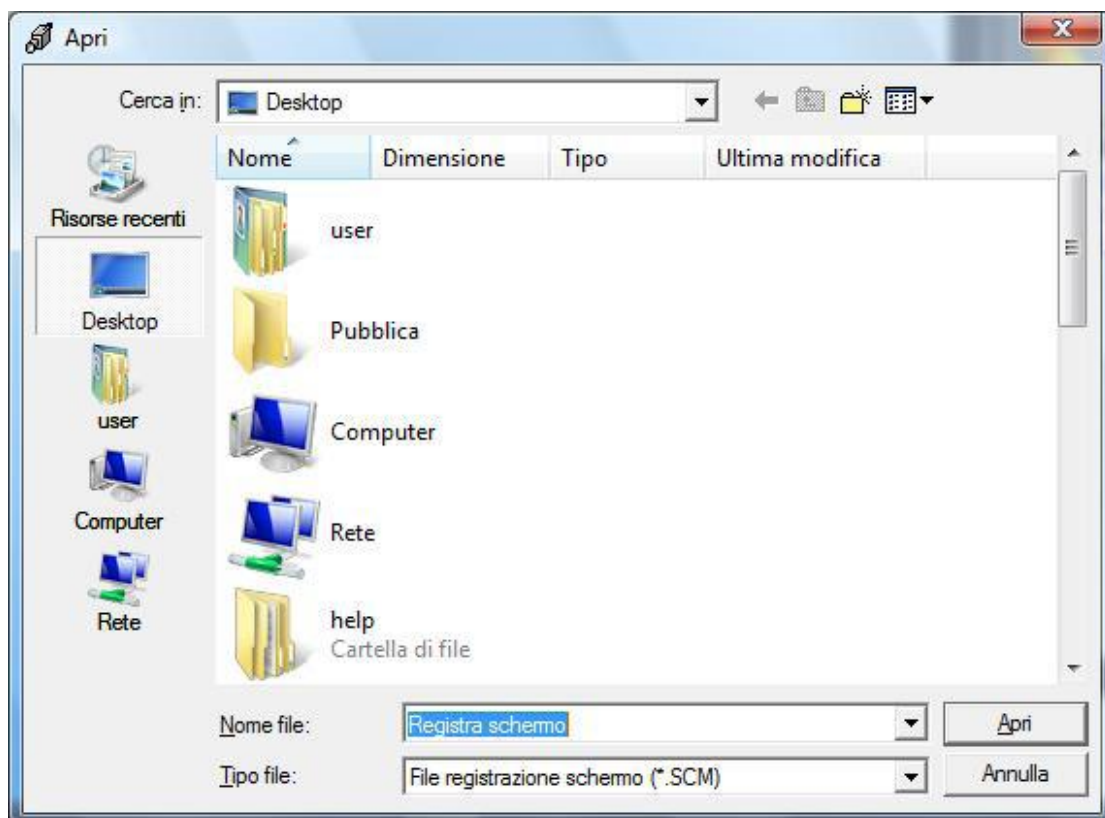 Apri
Cerca in: Desktop
Nome Dimensione Tipo Ultima modifica
Risorse recenti
Desktop
user
Computer
Rete
user
Pubblica
Computer
Rete
help
Cartella di file
Nome file: Registra schermo Apri
Tipo file: File registrazione schermo (*.SCM) Annulla